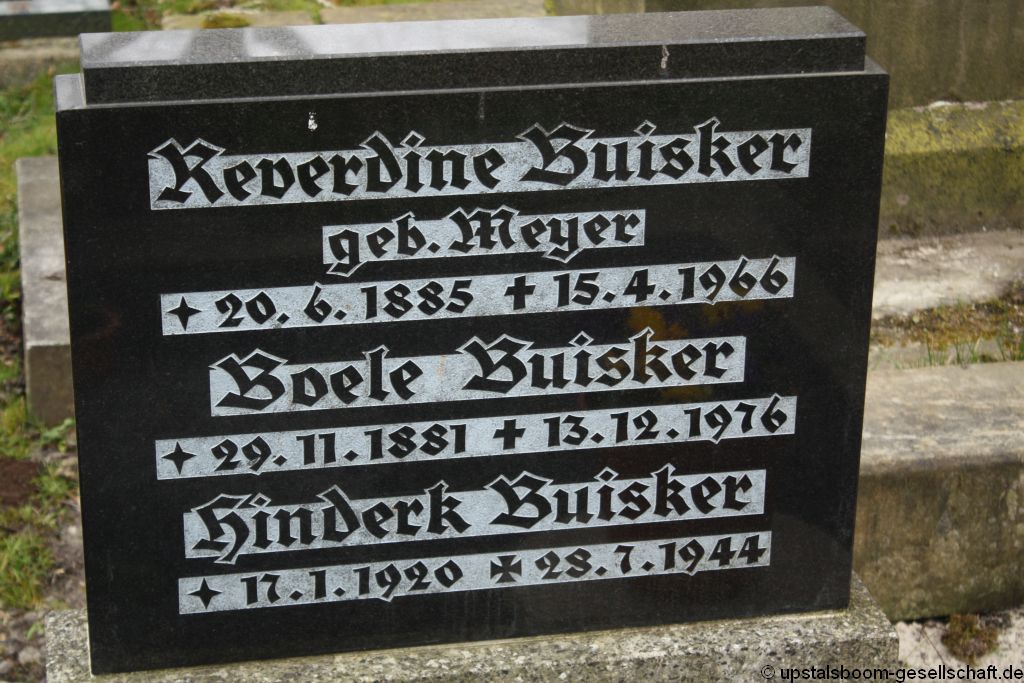 Reverdine Buisker
geb. Meyer
✦ 20. 6. 1885 ✝ 15. 4. 1966
Boele Buisker
✦ 29. 11. 1881 ✝ 13. 12. 1976
Hinderk Buisker
✦ 17. 1. 1920 ✠ 28. 7. 1944
© upstalsboom-gesellschaft.de